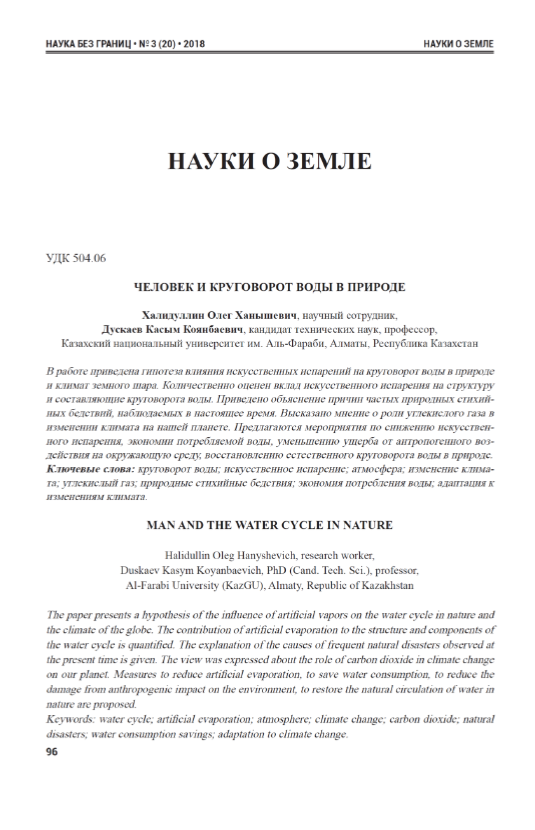 НАУКА БЕЗ ГРАНИЦ • № 3 (20) • 2018 НАУКИ О ЗЕМЛЕ
НАУКИ О ЗЕМЛЕ
УДК 504.06
ЧЕЛОВЕК И КРУГОВОРОТ ВОДЫ В ПРИРОДЕ
Халидуллин Олег Ханышевич, научный сотрудник,
Дускаев Касым Коянбаевич, кандидат технических наук, профессор,
Казахский национальный университет им. Аль-Фараби, Алматы, Республика Казахстан
В работе приведена гипотеза влияния искусственных испарений на круговорот воды в природе
и климат земного шара. Количественно оценен вклад искусственного испарения на структуру
и составляющие круговорота воды. Приведено объяснение причин частых природных стихий-
ных бедствий, наблюдаемых в настоящее время. Высказано мнение о роли углекислого газа в
изменении климата на нашей планете. Предлагаются мероприятия по снижению искусствен-
ного испарения, экономии потребляемой воды, уменьшению ущерба от антропогенного воз-
действия на окружающую среду, восстановлению естественного круговорота воды в природе.
Ключевые слова: круговорот воды; искусственное испарение; атмосфера; изменение клима-
та; углекислый газ; природные стихийные бедствия; экономия потребления воды; адаптация к
изменениям климата.
MAN AND THE WATER CYCLE IN NATURE
Halidullin Oleg Hanyshevich, research worker,
Duskaev Kasym Koyanbaevich, PhD (Cand. Tech. Sci.), professor,
Al-Farabi University (KazGU), Almaty, Republic of Kazakhstan
The paper presents a hypothesis of the influence of artificial vapors on the water cycle in nature and
the climate of the globe. The contribution of artificial evaporation to the structure and components of
the water cycle is quantified. The explanation of the causes of frequent natural disasters observed at
the present time is given. The view was expressed about the role of carbon dioxide in climate change
on our planet. Measures to reduce artificial evaporation, to save water consumption, to reduce the
damage from anthropogenic impact on the environment, to restore the natural circulation of water in
nature are proposed.
Keywords: water cycle; artificial evaporation; atmosphere; climate change; carbon dioxide; natural
disasters; water consumption savings; adaptation to climate change.
96